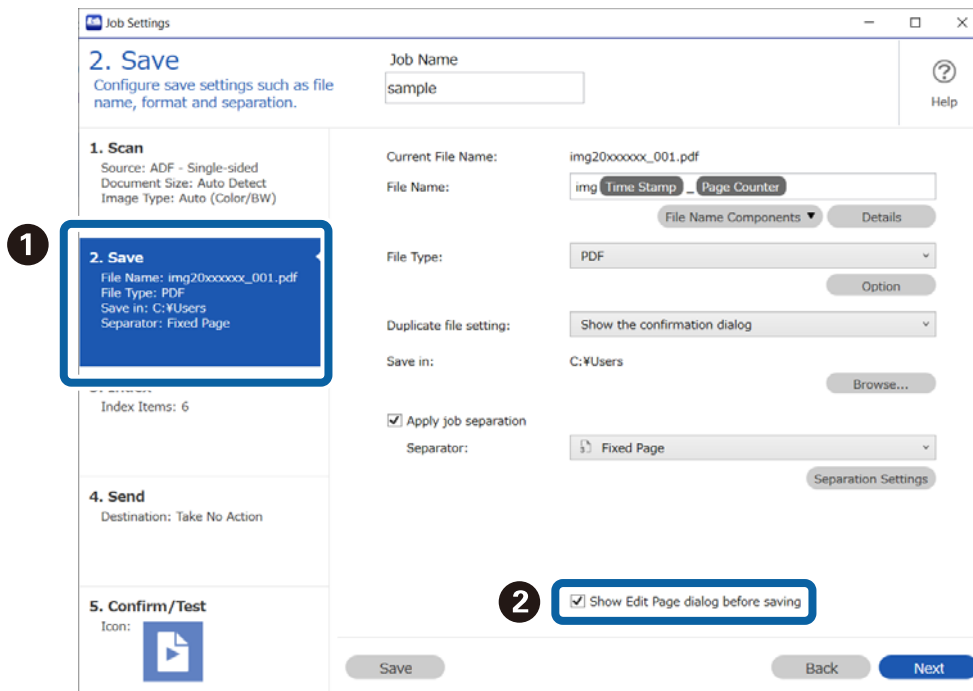 Job Settings
2. Save
Configure save settings such as file
name, format and separation.
Job Name
sample
Help
1. Scan
Source: ADF - Single-sided
Document Size: Auto Detect
Image Type: Auto (Color/BW)
1
2. Save
File Name: img20xxxxxx_001.pdf
File Type: PDF
Save in: C:¥Users
Separator: Fixed Page
Index Items: 6
4. Send
Destination: Take No Action
5. Confirm/Test
Icon:
Current File Name: img20xxxxxx_001.pdf
File Name: img Time Stamp _ Page Counter
File Name Components ▼ Details
File Type: PDF
Option
Duplicate file setting: Show the confirmation dialog
Save in: C:¥Users
Browse...
Apply job separation
Separator: Fixed Page
Separation Settings
2 Show Edit Page dialog before saving
Save Back Next